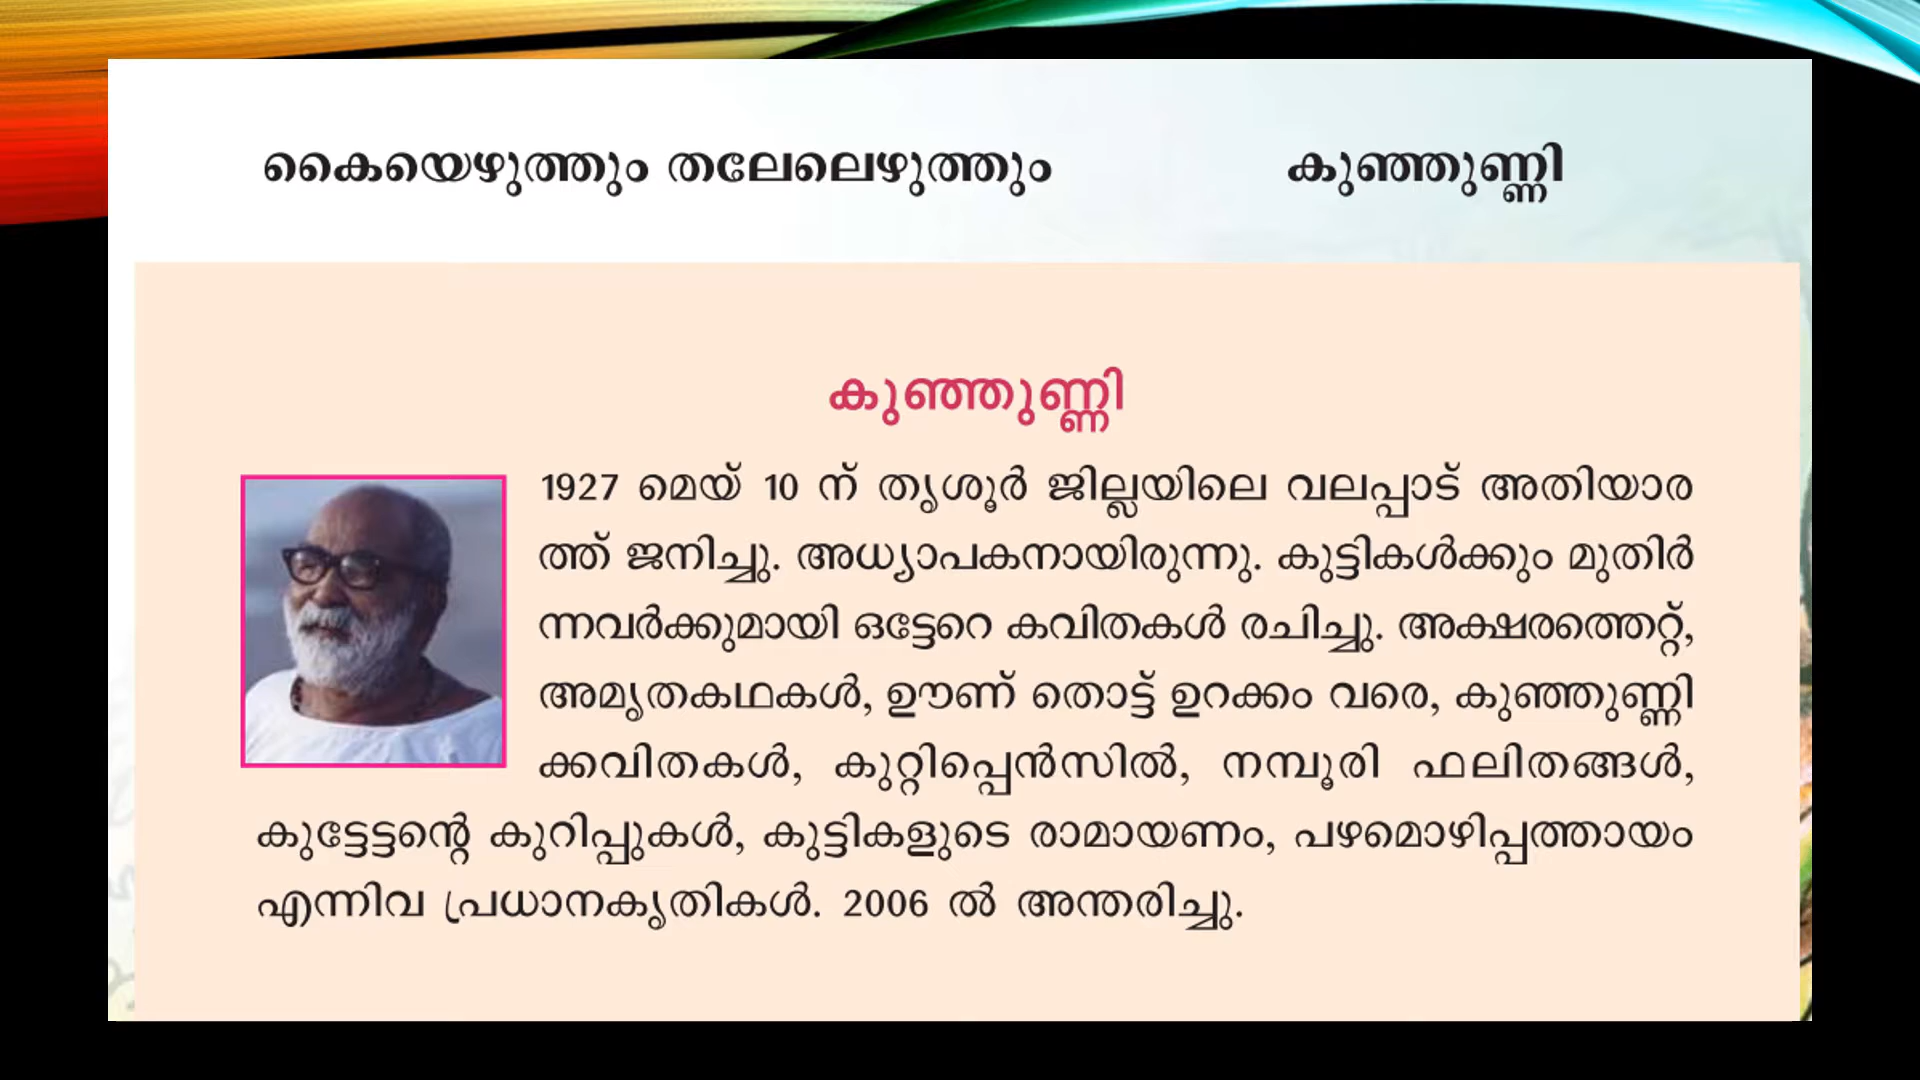 കൈയെഴുത്തും തലേലെഴുത്തും കുഞ്ഞുണ്ണി
കുഞ്ഞുണ്ണി
1927 മെയ് 10 ന് തൃശൂർ ജില്ലയിലെ വലപ്പാട് അതിയാര
ത്ത് ജനിച്ചു. അധ്യാപകനായിരുന്നു. കുട്ടികൾക്കും മുതിർ
ന്നവർക്കുമായി ഒട്ടേറെ കവിതകൾ രചിച്ചു. അക്ഷരത്തെറ്റ്,
അമൃതകഥകൾ, ഊണ് തൊട്ട് ഉറക്കം വരെ, കുഞ്ഞുണ്ണി
ക്കവിതകൾ, കുറ്റിപ്പെൻസിൽ, നമ്പൂരി ഫലിതങ്ങൾ,
കുട്ടേട്ടന്റെ കുറിപ്പുകൾ, കുട്ടികളുടെ രാമായണം, പഴമൊഴിപ്പത്തായം
എന്നിവ പ്രധാനകൃതികൾ. 2006 ൽ അന്തരിച്ചു.